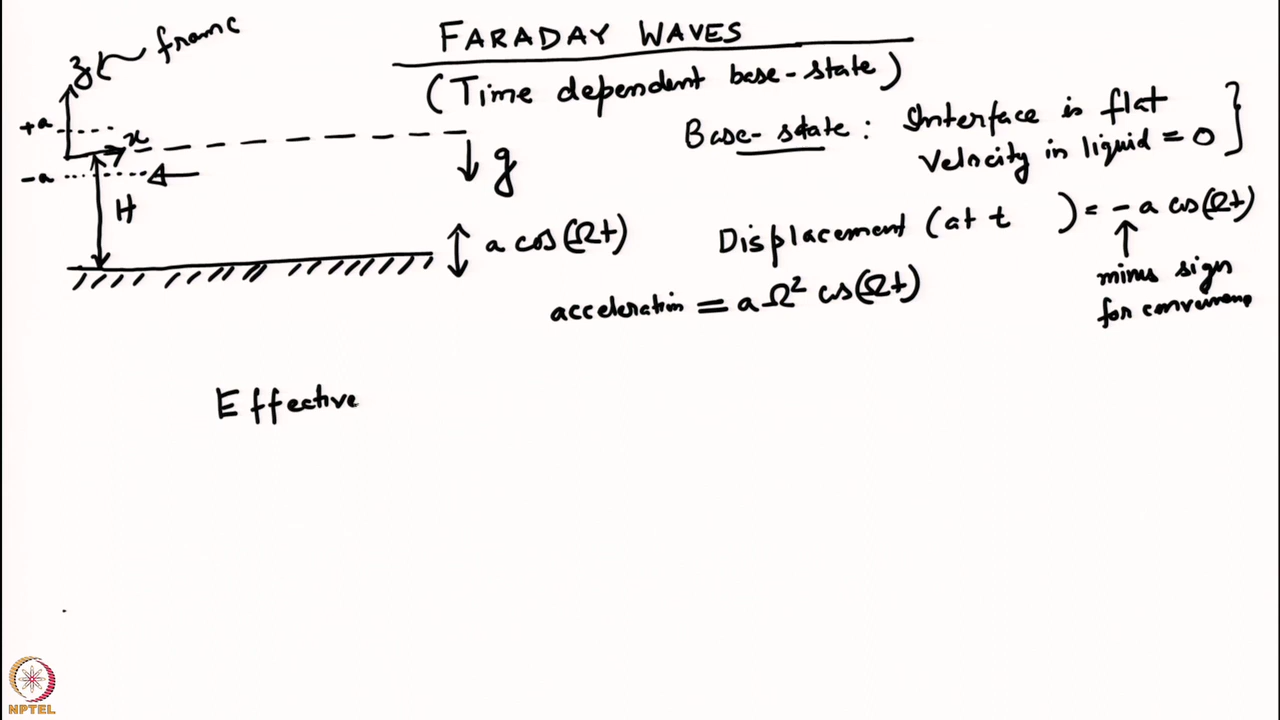 FARADAY WAVES
(Time dependent base-state)
z frame
+a
x
-a
H
g
Base-state: Interface is flat
Velocity in liquid = 0
a cos(Ωt)
Displacement (at t ) = - a cos(Ωt)
minus sign
for convenience
acceleration = aΩ² cos(Ωt)
Effective
NPTEL